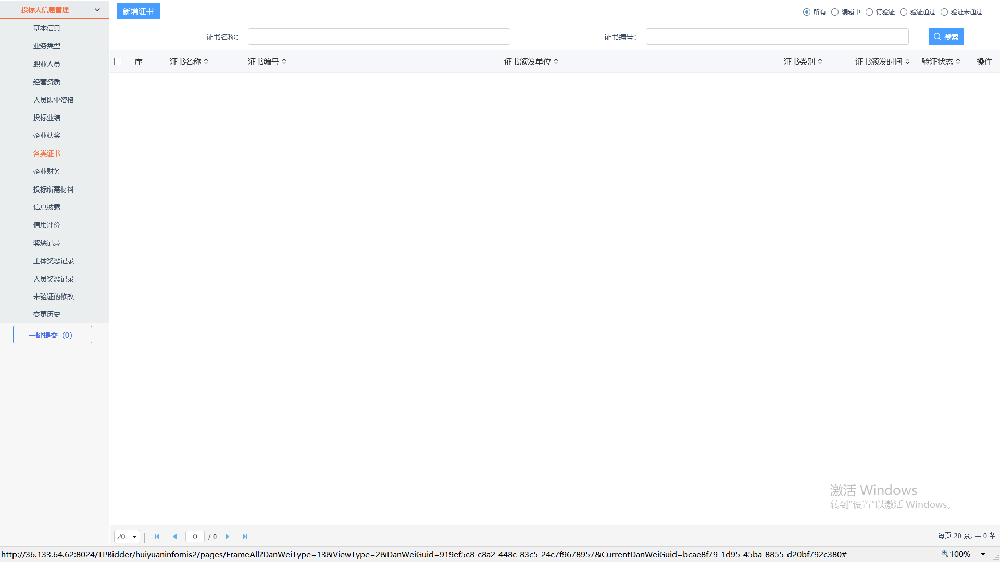 投标人信息管理
基本信息
业务类型
职业人员
经营资质
人员职业资格
投标业绩
企业获奖
各类证书
企业财务
投标所需材料
信息披露
信用评价
奖惩记录
主体奖惩记录
人员奖惩记录
未验证的修改
变更历史
一键提交（0）
新增证书
所有 编辑中 待验证 验证通过 验证未通过
证书名称： 证书编号： 搜索
序 证书名称 证书编号 证书颁发单位 证书类别 证书颁发时间 验证状态 操作
激活 Windows
转到“设置”以激活 Windows。
20 0 / 0 每页 20 条, 共 0 条
http://36.133.64.62:8024/TPBidder/huiyuaninfomis2/pages/FrameAll?DanWeiType=13&ViewType=2&DanWeiGuid=919ef5c8-c8a2-448c-83c5-24c7f9678957&CurrentDanWeiGuid=bcae8f79-1d95-45ba-8855-d20bf792c380# 100%